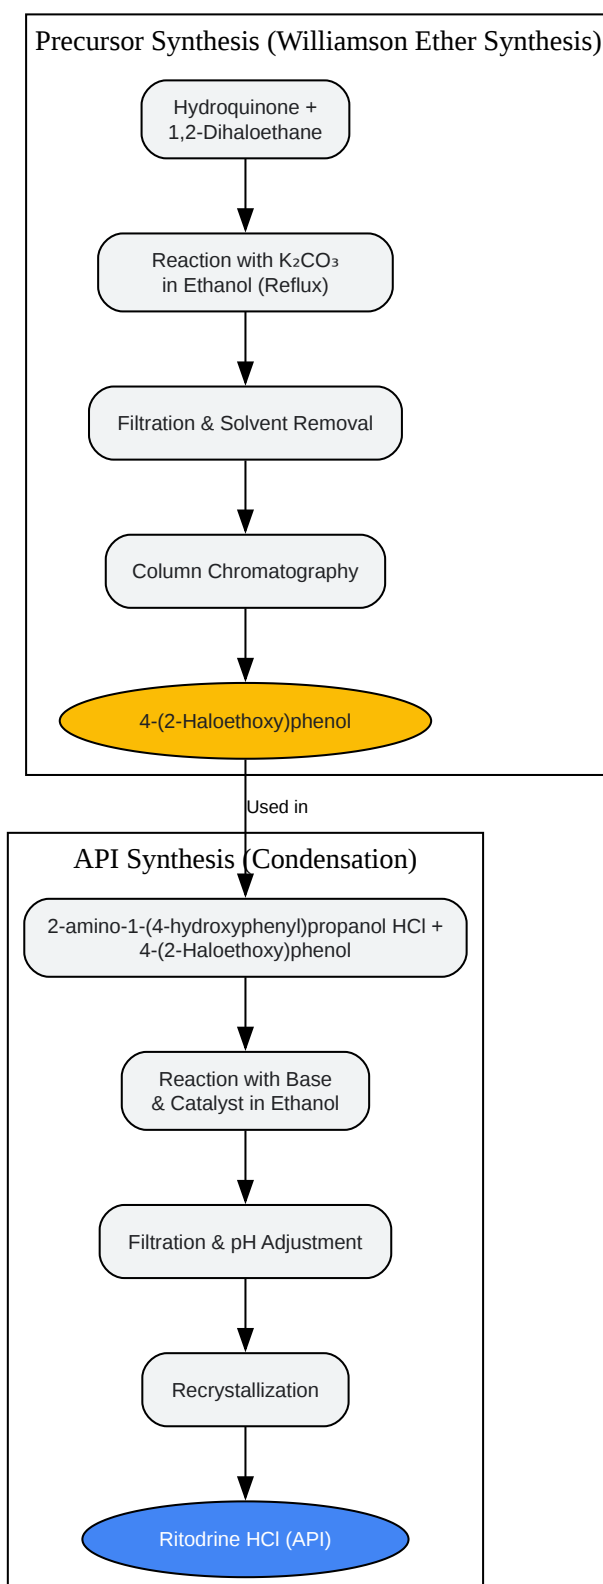 Precursor Synthesis (Williamson Ether Synthesis)
Hydroquinone +
1,2-Dihaloethane
Reaction with K₂CO₃
in Ethanol (Reflux)
Filtration & Solvent Removal
Column Chromatography
4-(2-Haloethoxy)phenol
Used in
API Synthesis (Condensation)
2-amino-1-(4-hydroxyphenyl)propanol HCl +
4-(2-Haloethoxy)phenol
Reaction with Base
& Catalyst in Ethanol
Filtration & pH Adjustment
Recrystallization
Ritodrine HCl (API)